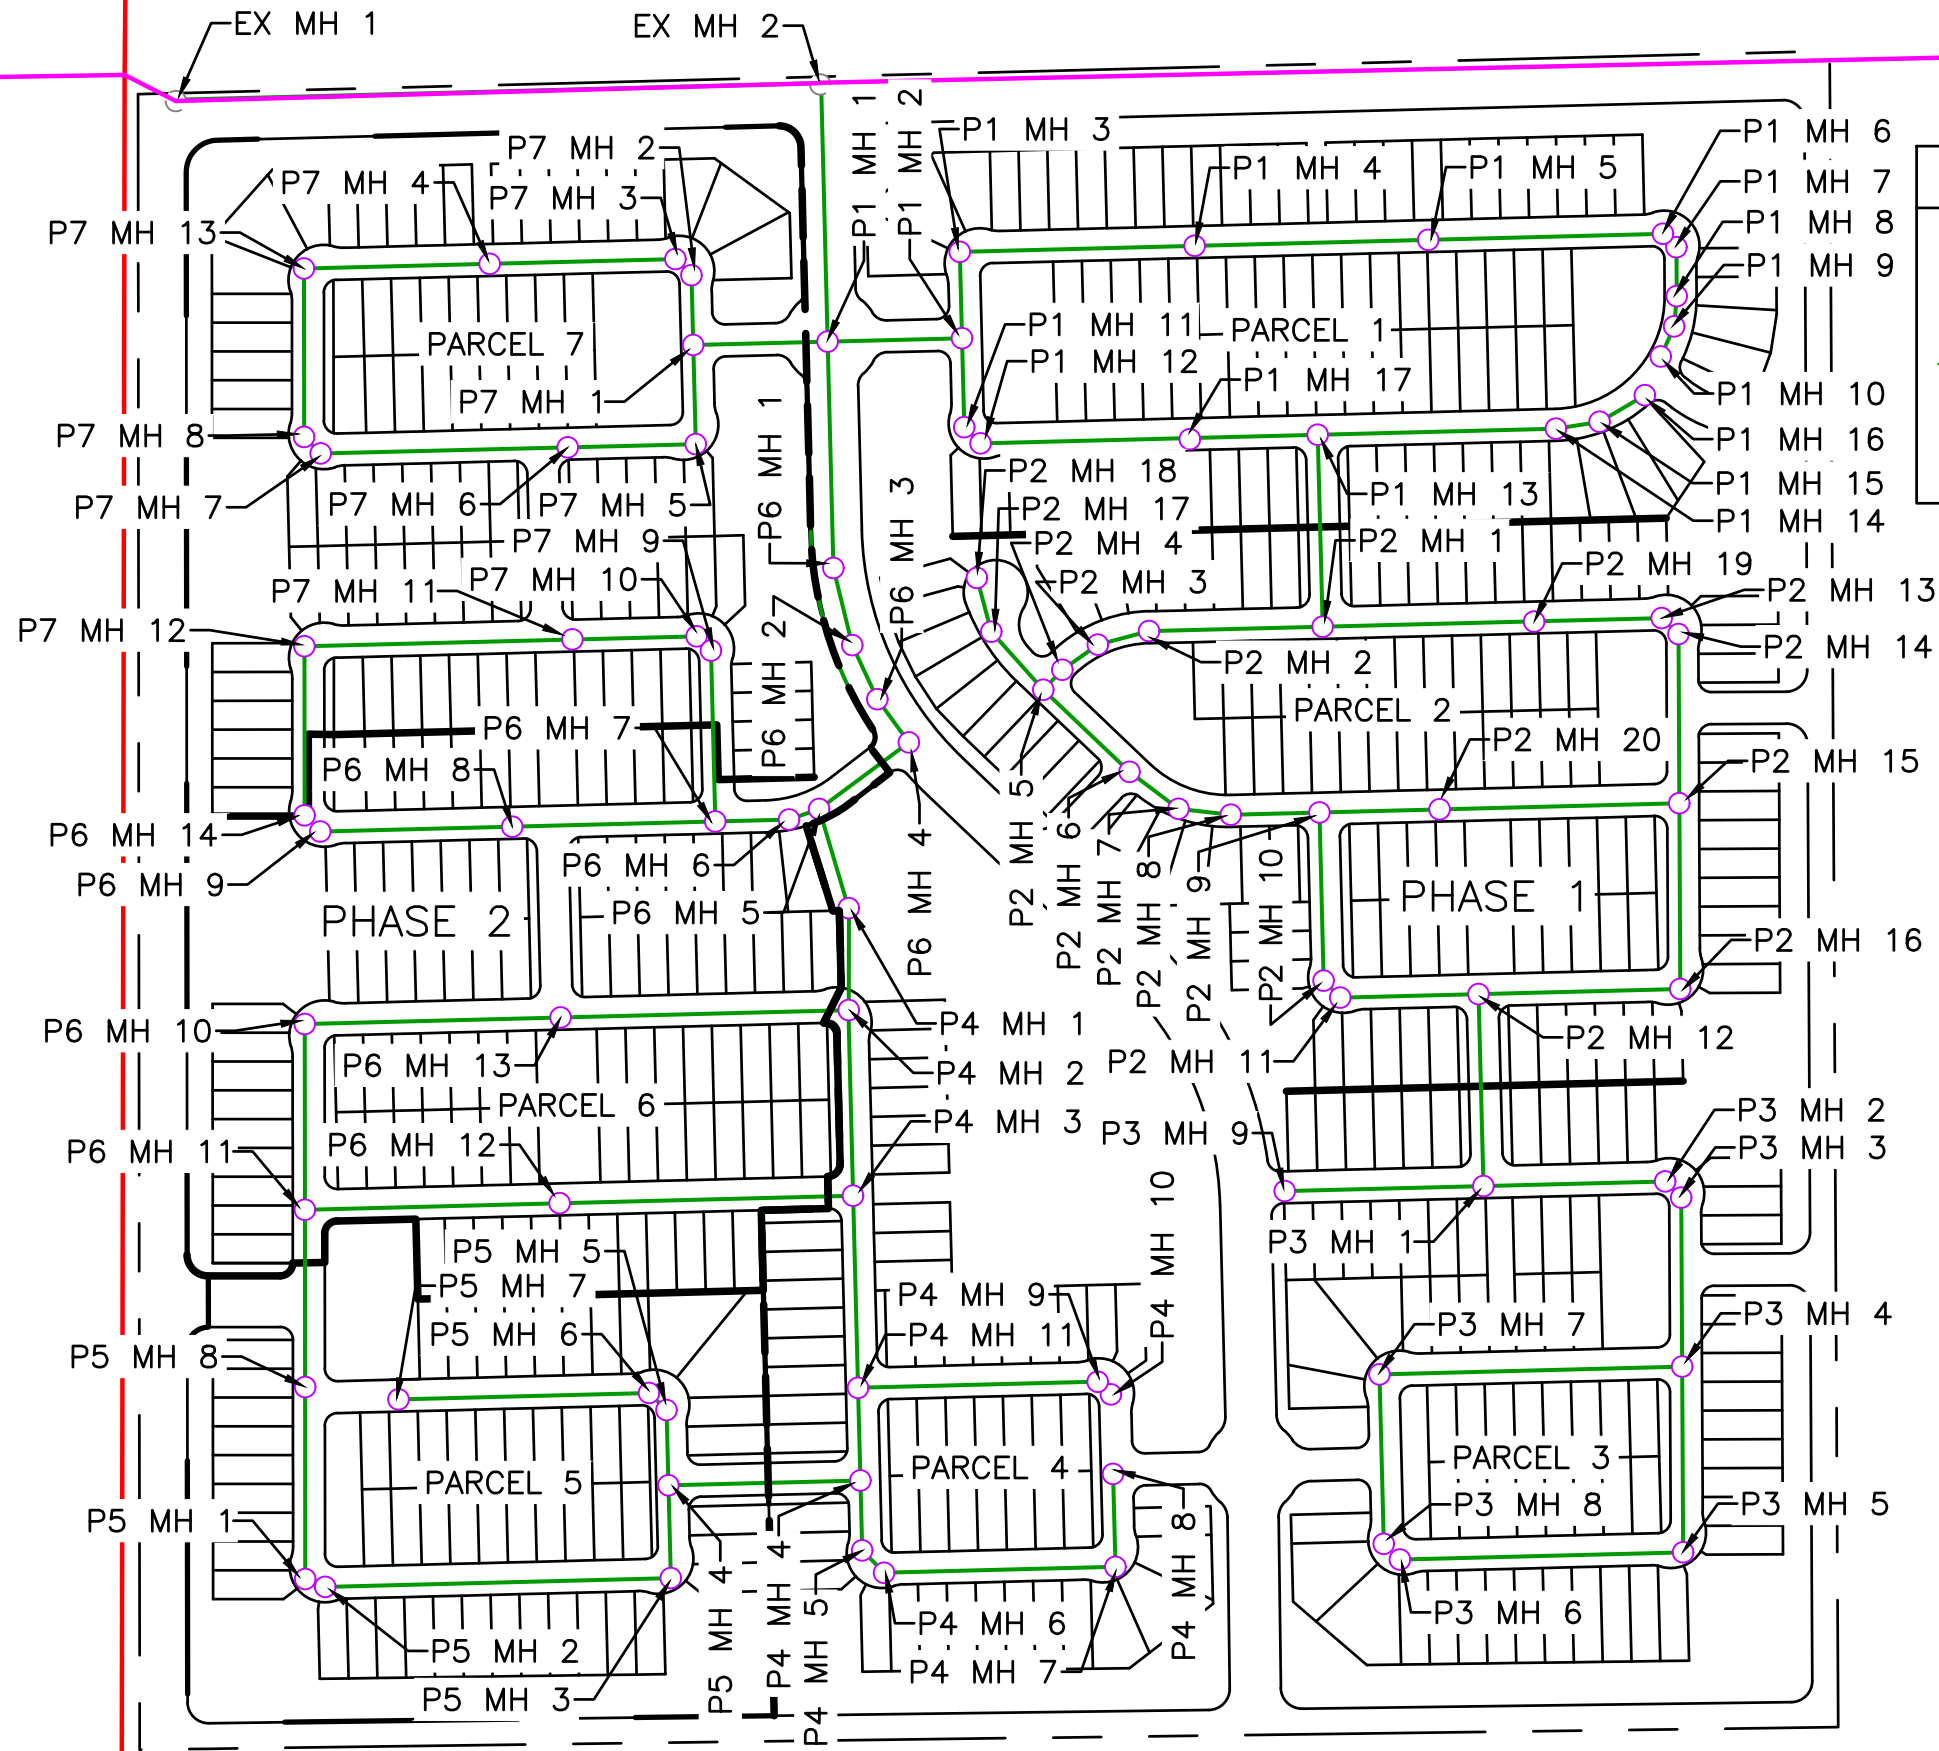 EX MH 1
EX MH 2
P1 MH 1
P1 MH 2
P1 MH 3
P1 MH 4
P1 MH 5
P1 MH 6
P1 MH 7
P1 MH 8
P1 MH 9
P7 MH 2
P7 MH 4
P7 MH 3
P7 MH 13
PARCEL 7
P7 MH 1
P1 MH 11
P1 MH 12
PARCEL 1
P1 MH 17
P1 MH 10
P1 MH 16
P1 MH 15
P1 MH 14
P1 MH 13
P7 MH 8
P7 MH 7
P7 MH 6
P7 MH 5
P6 MH 1
P6 MH 3
P2 MH 18
P2 MH 17
P2 MH 4
P2 MH 3
P2 MH 1
P2 MH 19
P2 MH 13
P2 MH 14
P7 MH 9
P7 MH 10
P7 MH 11
P7 MH 12
P6 MH 2
P2 MH 2
PARCEL 2
P2 MH 20
P2 MH 15
P6 MH 7
P6 MH 8
P6 MH 14
P6 MH 9
P6 MH 6
P6 MH 5
P6 MH 4
P2 MH 5
P2 MH 6
P2 MH 7
P2 MH 8
P2 MH 9
P2 MH 10
PHASE 2
PHASE 1
P2 MH 16
P6 MH 10
P6 MH 13
P4 MH 1
P4 MH 2
P2 MH 11
P2 MH 12
PARCEL 6
P4 MH 3
P3 MH 9
P3 MH 2
P3 MH 3
P6 MH 11
P6 MH 12
P4 MH 10
P3 MH 1
P5 MH 5
P5 MH 7
P5 MH 6
P4 MH 9
P4 MH 11
P3 MH 7
P3 MH 4
P5 MH 8
PARCEL 5
PARCEL 4
PARCEL 3
P3 MH 8
P3 MH 5
P5 MH 1
P5 MH 2
P5 MH 3
P5 MH 4
P4 MH 4
P4 MH 5
P4 MH 6
P4 MH 7
P4 MH 8
P3 MH 6